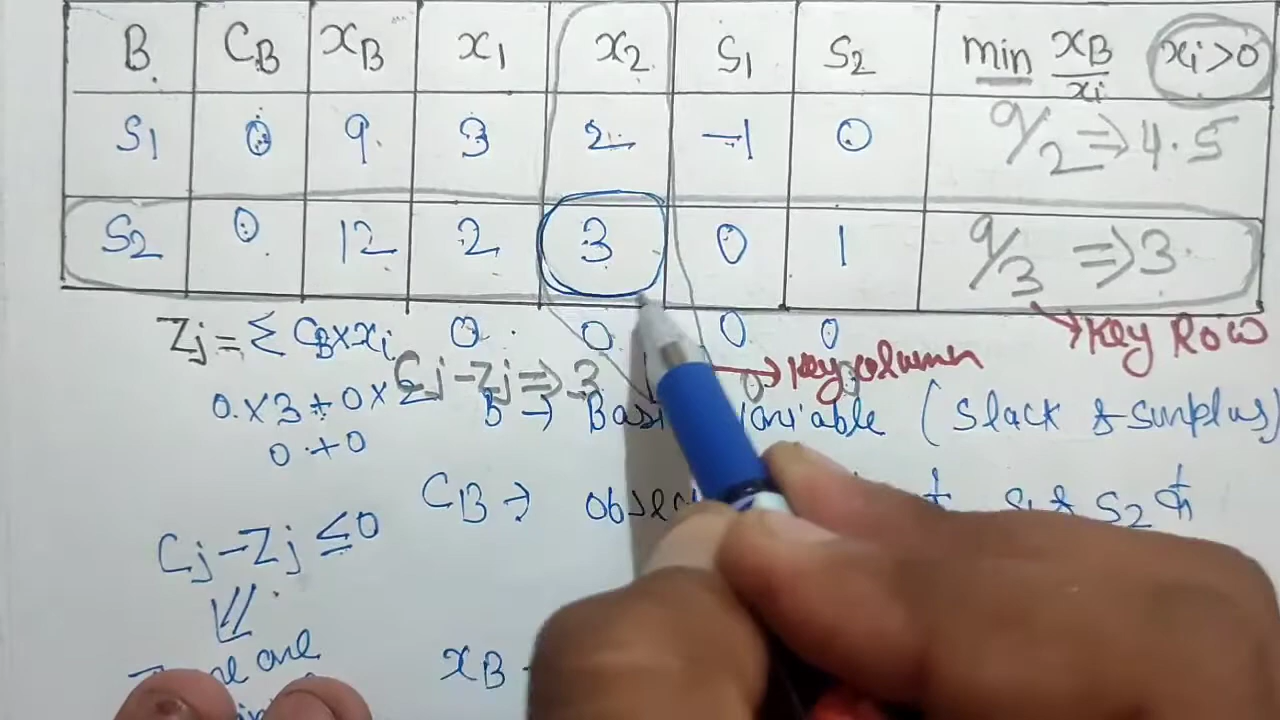 B CB XB x1 x2 S1 S2 min XB/xi xi>0
S1 0 9 3 2 -1 0 9/2 => 4.5
S2 0 12 2 3 0 1 9/3 => 3
Zj = Σ CB×xi 0 0 0 0 → Key Row
Cj-Zj => 3 → Key column
0×3+0×2 B → Variable (Slack & Surplus)
0+0
CB → S1 & S2
Cj-Zj ≤0
are
XB